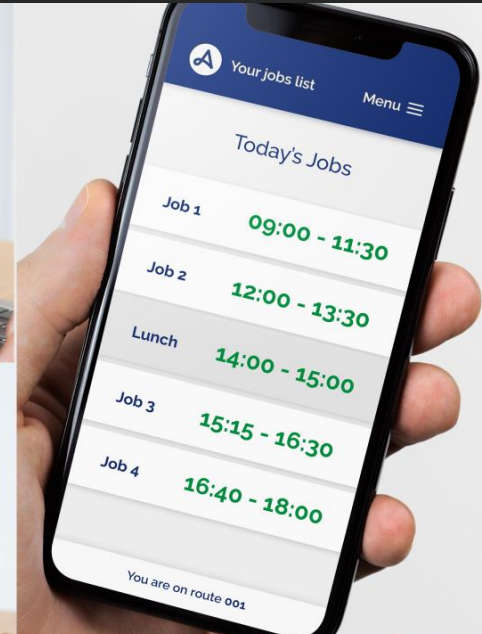 Your jobs list
Menu
Today's Jobs
Job 1 09:00 - 11:30
Job 2 12:00 - 13:30
Lunch 14:00 - 15:00
Job 3 15:15 - 16:30
Job 4 16:40 - 18:00
You are on route 001